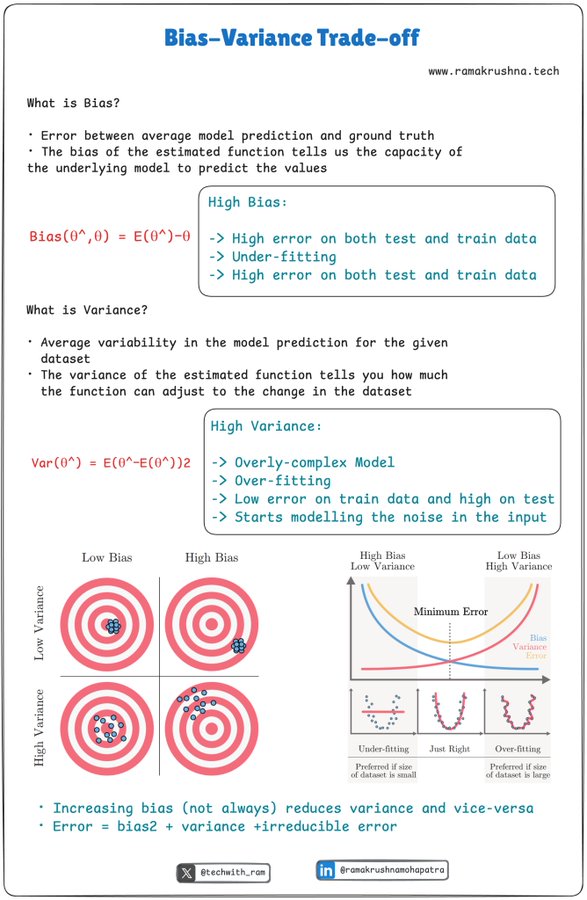 Bias-Variance Trade-off
www.ramakrushna.tech
What is Bias?
· Error between average model prediction and ground truth
· The bias of the estimated function tells us the capacity of
the underlying model to predict the values
Bias(θ^,θ) = E(θ^)-θ
High Bias:
-> High error on both test and train data
-> Under-fitting
-> High error on both test and train data
What is Variance?
· Average variability in the model prediction for the given
dataset
· The variance of the estimated function tells you how much
the function can adjust to the change in the dataset
Var(θ^) = E(θ^-E(θ^))2
High Variance:
-> Overly-complex Model
-> Over-fitting
-> Low error on train data and high on test
-> Starts modelling the noise in the input
Low Bias
High Bias
Low Variance
High Variance
High Bias
Low Variance
Low Bias
High Variance
Minimum Error
Bias
Variance
Error
Under-fitting
Just Right
Over-fitting
Preferred if size
of dataset is small
Preferred if size
of dataset is large
· Increasing bias (not always) reduces variance and vice-versa
· Error = bias2 + variance +irreducible error
X @techwith_ram
in @ramakrushnamohapatra